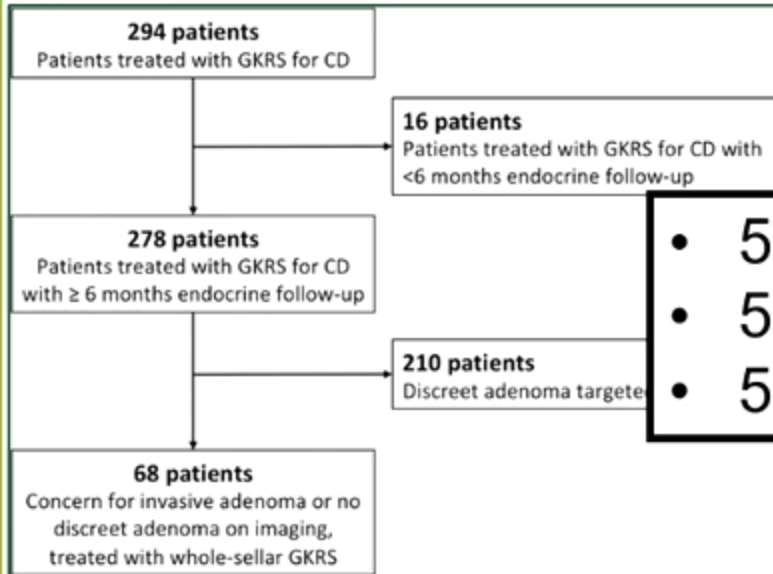 294 patients
Patients treated with GKRS for CD
16 patients
Patients treated with GKRS for CD with
<6 months endocrine follow-up
278 patients
Patients treated with GKRS for CD
with ≥ 6 months endocrine follow-up
• 5
• 5
• 5
210 patients
Discreet adenoma targete
68 patients
Concern for invasive adenoma or no
discreet adenoma on imaging,
treated with whole-sellar GKRS